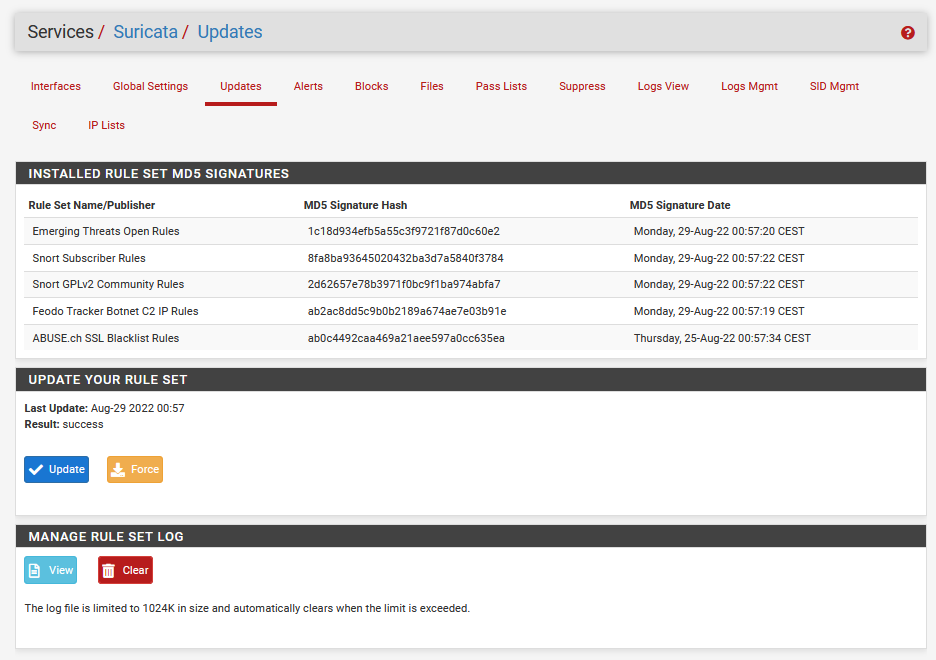 Services / Suricata / Updates
Interfaces Global Settings Updates Alerts Blocks Files Pass Lists Suppress Logs View Logs Mgmt SID Mgmt
Sync IP Lists
INSTALLED RULE SET MD5 SIGNATURES
Rule Set Name/Publisher MD5 Signature Hash MD5 Signature Date
Emerging Threats Open Rules 1c18d934efb5a55c3f9721f87d0c60e2 Monday, 29-Aug-22 00:57:20 CEST
Snort Subscriber Rules 8fa8ba93645020432ba3d7a5840f3784 Monday, 29-Aug-22 00:57:22 CEST
Snort GPLv2 Community Rules 2d62657e78b3971f0bc9f1ba974abfa7 Monday, 29-Aug-22 00:57:22 CEST
Feodo Tracker Botnet C2 IP Rules ab2ac8dd5c9b0b2189a674ae7e03b91e Monday, 29-Aug-22 00:57:19 CEST
ABUSE.ch SSL Blacklist Rules ab0c4492caa469a21aee597a0cc635ea Thursday, 25-Aug-22 00:57:34 CEST
UPDATE YOUR RULE SET
Last Update: Aug-29 2022 00:57
Result: success
Update Force
MANAGE RULE SET LOG
View Clear
The log file is limited to 1024K in size and automatically clears when the limit is exceeded.